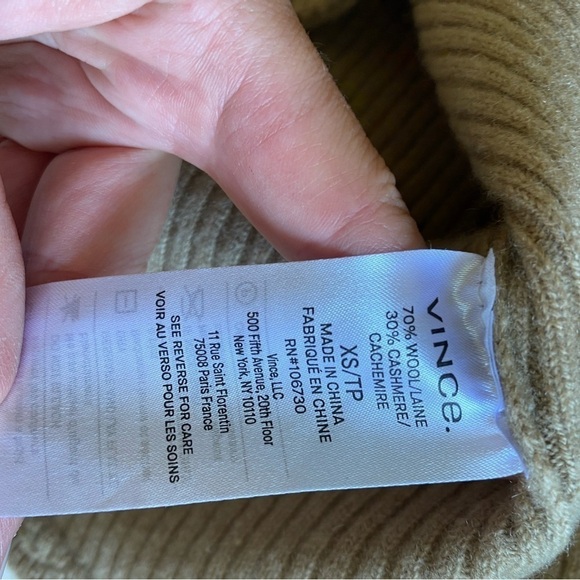 VINCE.
70% WOOL/LAINE
30% CASHMERE/
CACHEMIRE
XS/TP
MADE IN CHINA
FABRIQUÉ EN CHINE
RN#106730
Vince, LLC
500 Fifth Avenue, 20th Floor
New York, NY 10110
11 Rue Saint Florentin
75008 Paris France
SEE REVERSE FOR CARE
VOIR AU VERSO POUR LES SOINS